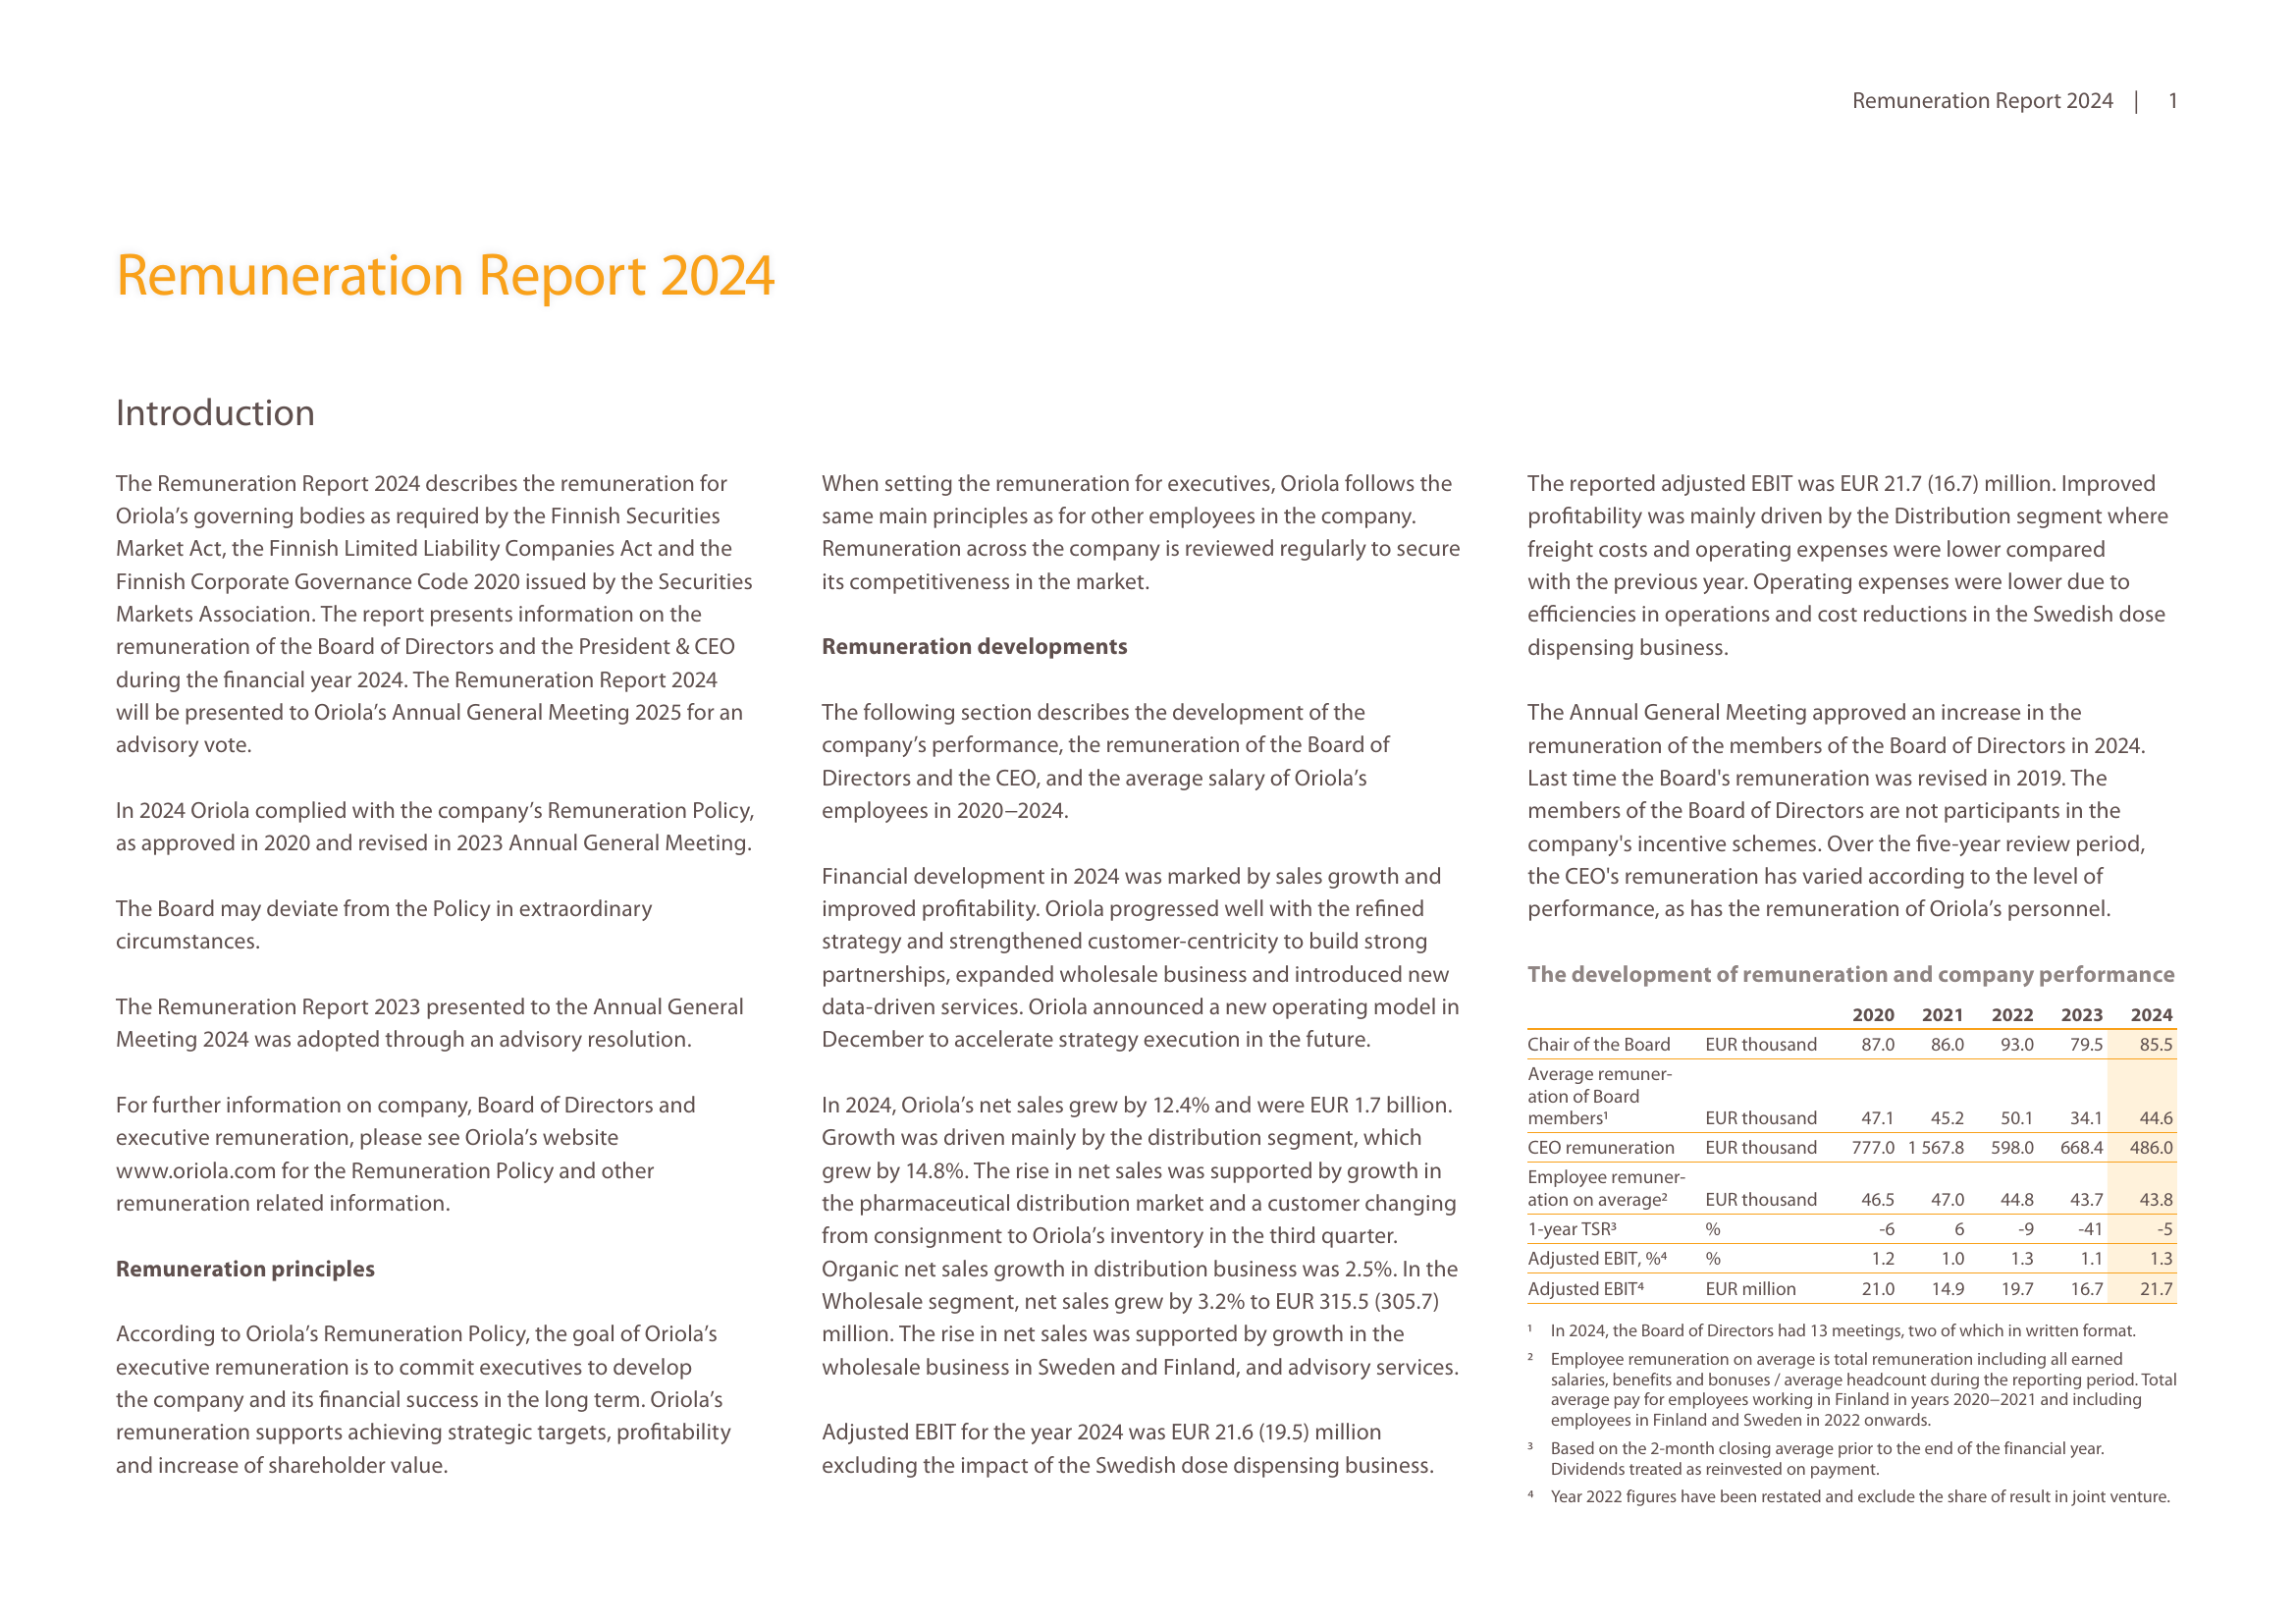 Remuneration Report 2024 | 1
Remuneration Report 2024
Introduction
The Remuneration Report 2024 describes the remuneration for
Oriola’s governing bodies as required by the Finnish Securities
Market Act, the Finnish Limited Liability Companies Act and the
Finnish Corporate Governance Code 2020 issued by the Securities
Markets Association. The report presents information on the
remuneration of the Board of Directors and the President & CEO
during the financial year 2024. The Remuneration Report 2024
will be presented to Oriola’s Annual General Meeting 2025 for an
advisory vote.
In 2024 Oriola complied with the company’s Remuneration Policy,
as approved in 2020 and revised in 2023 Annual General Meeting.
The Board may deviate from the Policy in extraordinary
circumstances.
The Remuneration Report 2023 presented to the Annual General
Meeting 2024 was adopted through an advisory resolution.
For further information on company, Board of Directors and
executive remuneration, please see Oriola’s website
www.oriola.com for the Remuneration Policy and other
remuneration related information.
Remuneration principles
According to Oriola’s Remuneration Policy, the goal of Oriola’s
executive remuneration is to commit executives to develop
the company and its financial success in the long term. Oriola’s
remuneration supports achieving strategic targets, profitability
and increase of shareholder value.
When setting the remuneration for executives, Oriola follows the
same main principles as for other employees in the company.
Remuneration across the company is reviewed regularly to secure
its competitiveness in the market.
Remuneration developments
The following section describes the development of the
company’s performance, the remuneration of the Board of
Directors and the CEO, and the average salary of Oriola’s
employees in 2020–2024.
Financial development in 2024 was marked by sales growth and
improved profitability. Oriola progressed well with the refined
strategy and strengthened customer-centricity to build strong
partnerships, expanded wholesale business and introduced new
data-driven services. Oriola announced a new operating model in
December to accelerate strategy execution in the future.
In 2024, Oriola’s net sales grew by 12.4% and were EUR 1.7 billion.
Growth was driven mainly by the distribution segment, which
grew by 14.8%. The rise in net sales was supported by growth in
the pharmaceutical distribution market and a customer changing
from consignment to Oriola’s inventory in the third quarter.
Organic net sales growth in distribution business was 2.5%. In the
Wholesale segment, net sales grew by 3.2% to EUR 315.5 (305.7)
million. The rise in net sales was supported by growth in the
wholesale business in Sweden and Finland, and advisory services.
Adjusted EBIT for the year 2024 was EUR 21.6 (19.5) million
excluding the impact of the Swedish dose dispensing business.
The reported adjusted EBIT was EUR 21.7 (16.7) million. Improved
profitability was mainly driven by the Distribution segment where
freight costs and operating expenses were lower compared
with the previous year. Operating expenses were lower due to
efficiencies in operations and cost reductions in the Swedish dose
dispensing business.
The Annual General Meeting approved an increase in the
remuneration of the members of the Board of Directors in 2024.
Last time the Board's remuneration was revised in 2019. The
members of the Board of Directors are not participants in the
company's incentive schemes. Over the five-year review period,
the CEO's remuneration has varied according to the level of
performance, as has the remuneration of Oriola’s personnel.
The development of remuneration and company performance
2020 2021 2022 2023 2024
Chair of the Board EUR thousand 87.0 86.0 93.0 79.5 85.5
Average remuner-
ation of Board
members¹ EUR thousand 47.1 45.2 50.1 34.1 44.6
CEO remuneration EUR thousand 777.0 1 567.8 598.0 668.4 486.0
Employee remuner-
ation on average² EUR thousand 46.5 47.0 44.8 43.7 43.8
1-year TSR³ % -6 6 -9 -41 -5
Adjusted EBIT, %⁴ % 1.2 1.0 1.3 1.1 1.3
Adjusted EBIT⁴ EUR million 21.0 14.9 19.7 16.7 21.7
¹ In 2024, the Board of Directors had 13 meetings, two of which in written format.
² Employee remuneration on average is total remuneration including all earned
salaries, benefits and bonuses / average headcount during the reporting period. Total
average pay for employees working in Finland in years 2020–2021 and including
employees in Finland and Sweden in 2022 onwards.
³ Based on the 2-month closing average prior to the end of the financial year.
Dividends treated as reinvested on payment.
⁴ Year 2022 figures have been restated and exclude the share of result in joint venture.